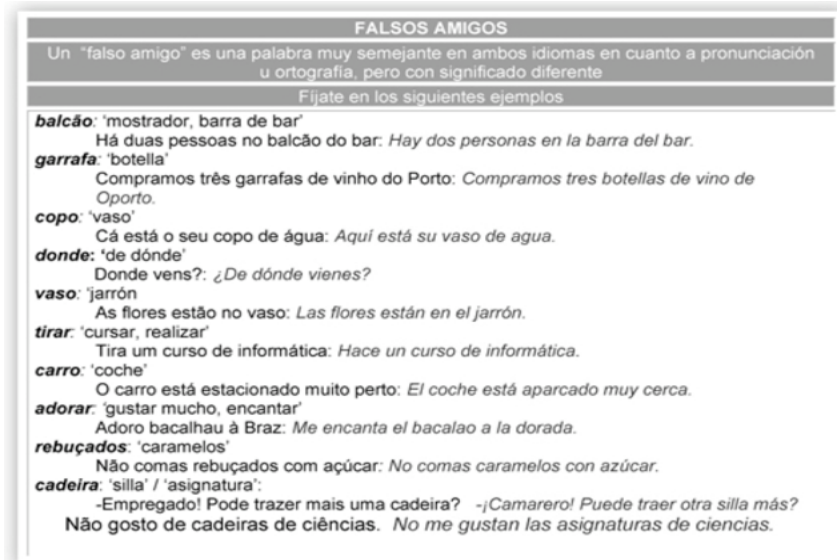 FALSOS AMIGOS
Un "falso amigo" es una palabra muy semejante en ambos idiomas en cuanto a pronunciación
u ortografía, pero con significado diferente
Fíjate en los siguientes ejemplos
balcão: 'mostrador, barra de bar'
Há duas pessoas no balcão do bar: Hay dos personas en la barra del bar.
garrafa: 'botella'
Compramos três garrafas de vinho do Porto: Compramos tres botellas de vino de
Oporto.
copo: 'vaso'
Cá está o seu copo de água: Aquí está su vaso de agua.
donde: 'de dónde'
Donde vens?: ¿De dónde vienes?
vaso: 'jarrón
As flores estão no vaso: Las flores están en el jarrón.
tirar: 'cursar, realizar'
Tira um curso de informática: Hace un curso de informática.
carro: 'coche'
O carro está estacionado muito perto: El coche está aparcado muy cerca.
adorar: 'gustar mucho, encantar'
Adoro bacalhau à Braz: Me encanta el bacalao a la dorada.
rebuçados: 'caramelos'
Não comas rebuçados com açúcar: No comas caramelos con azúcar.
cadeira: 'silla' / 'asignatura':
-Empregado! Pode trazer mais uma cadeira? -¡Camarero! Puede traer otra silla más?
Não gosto de cadeiras de ciências. No me gustan las asignaturas de ciencias.